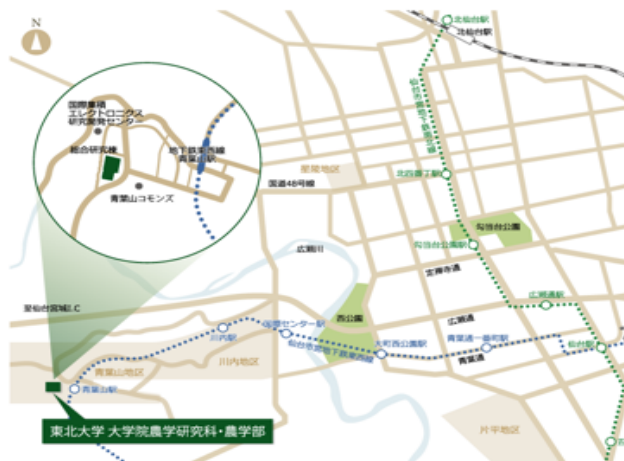 N
北仙台駅
北仙台駅
国際集積
エレクトロニクス
研究開発センター
総合研究棟
地下鉄東西線
青葉山駅
青葉山コモンズ
星陵地区
国道48号線
北四番丁駅
勾当台公園
勾当台公園駅
広瀬川
定禅寺通
至仙台宮城I.C
西公園
広瀬通
広瀬通駅
国際センター駅
川内駅
仙台市営地下鉄東西線
大町西公園駅
青葉通一番町駅
青葉通
仙台駅
川内地区
青葉山地区
青葉山駅
片平地区
東北大学 大学院農学研究科・農学部